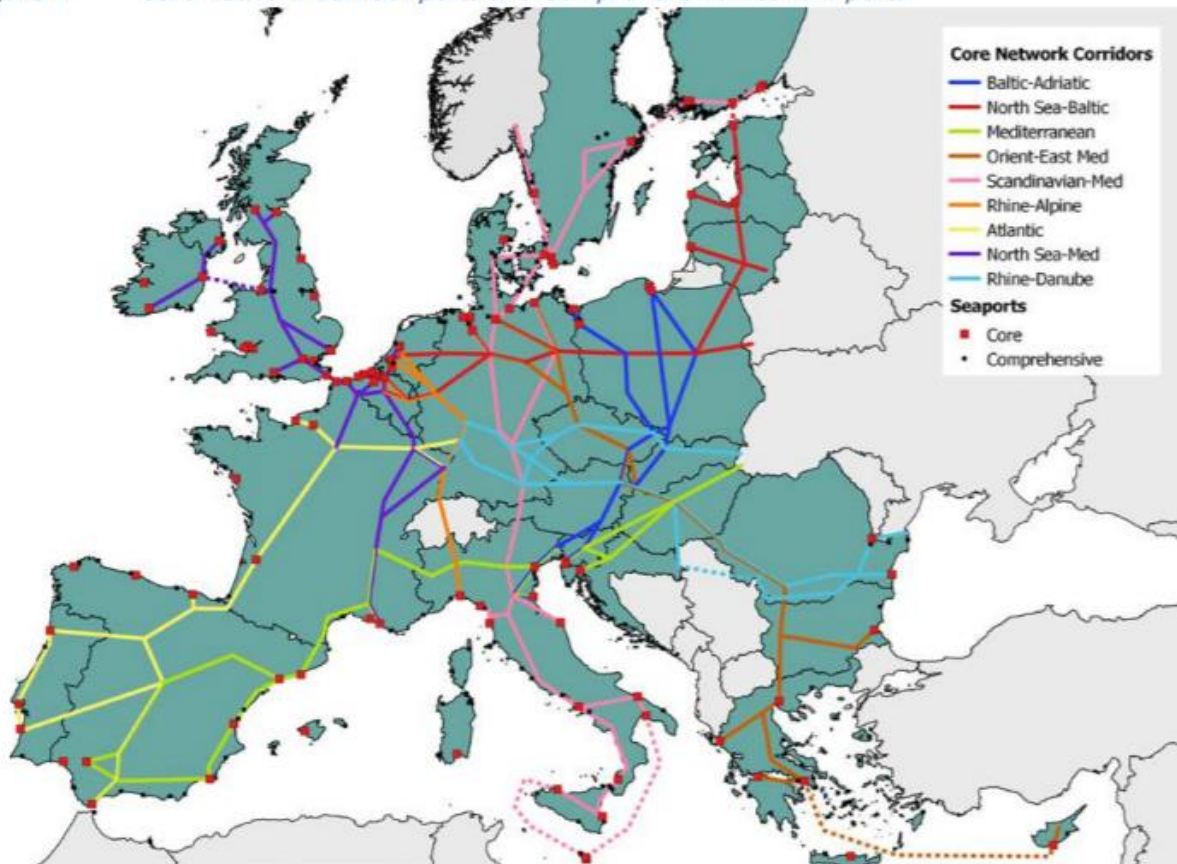 Core Network Corridors
Baltic-Adriatic
North Sea-Baltic
Mediterranean
Orient-East Med
Scandinavian-Med
Rhine-Alpine
Atlantic
North Sea-Med
Rhine-Danube
Seaports
Core
Comprehensive